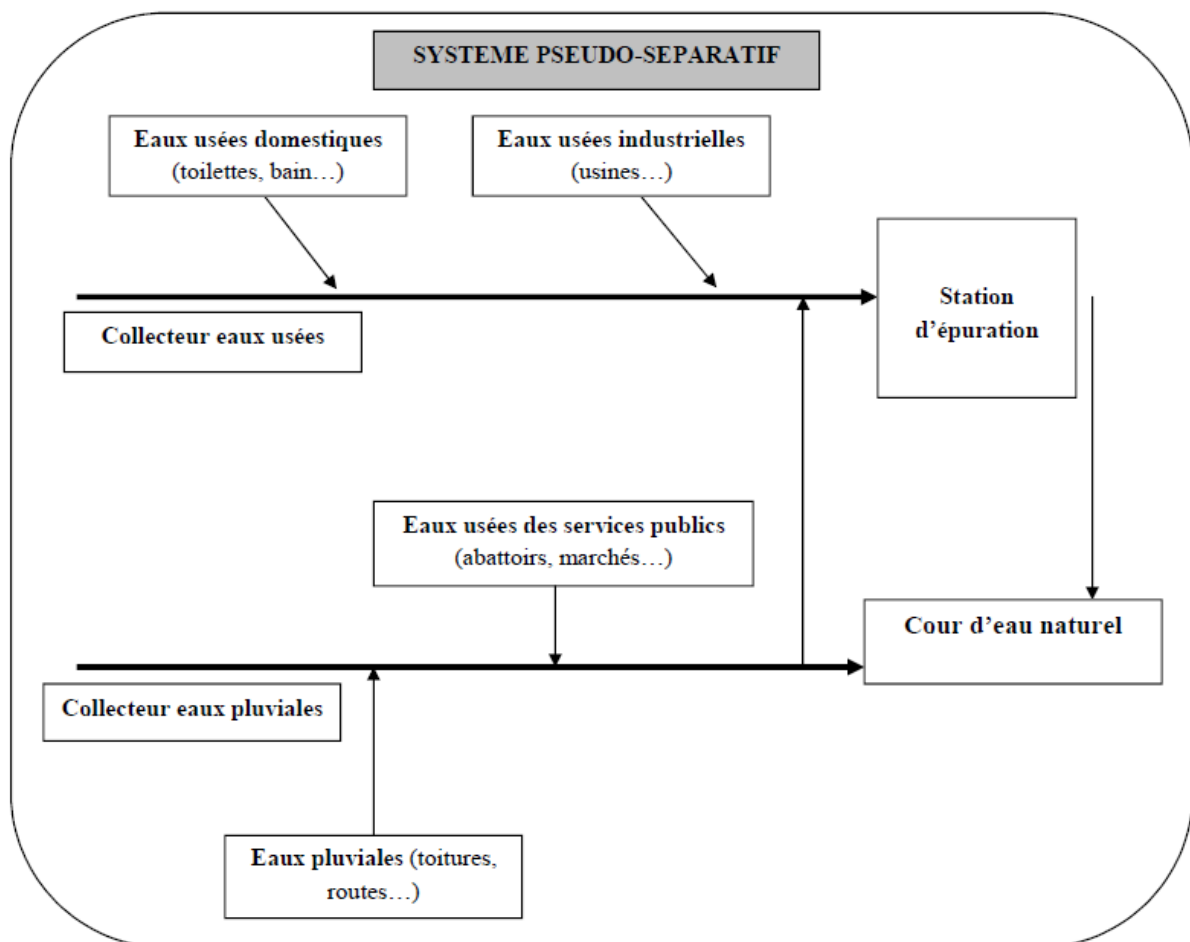 SYSTEME PSEUDO-SEPARATIF
Eaux usées domestiques
(toilettes, bain…)
Eaux usées industrielles
(usines…)
Station
d'épuration
Collecteur eaux usées
Eaux usées des services publics
(abattoirs, marchés…)
Cour d'eau naturel
Collecteur eaux pluviales
Eaux pluviales (toitures,
routes…)